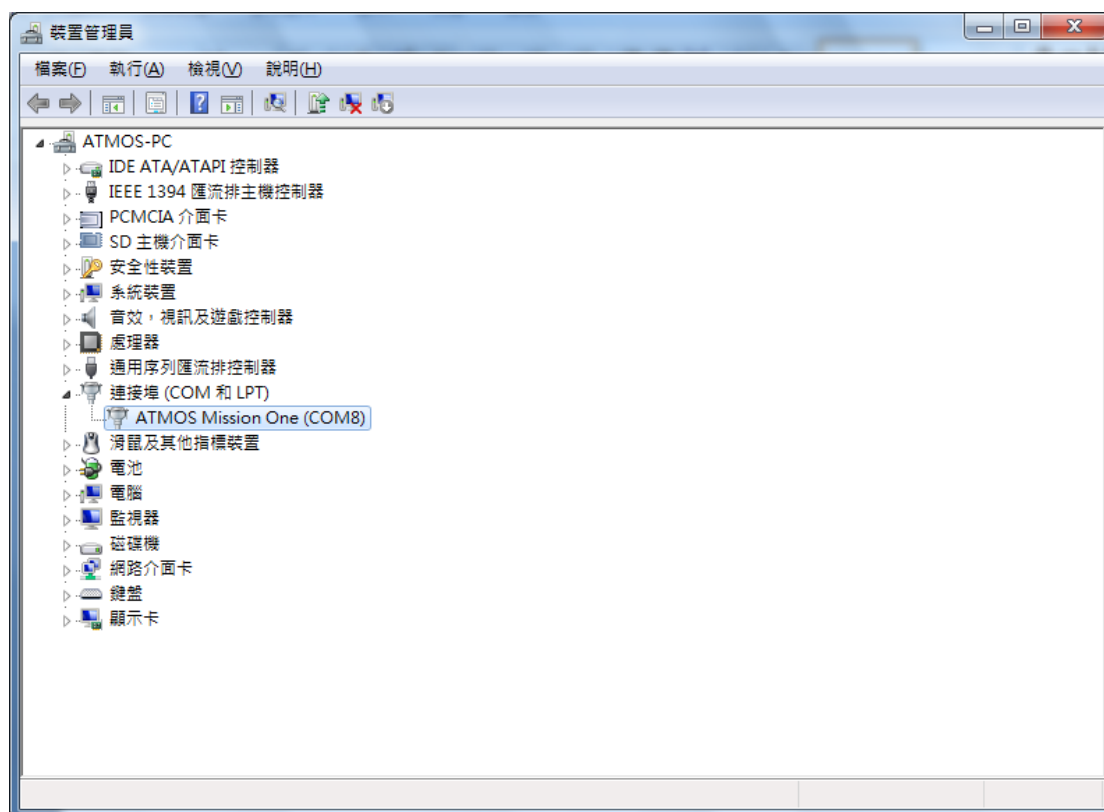 裝置管理員
檔案(F) 執行(A) 檢視(V) 說明(H)
ATMOS-PC
IDE ATA/ATAPI 控制器
IEEE 1394 匯流排主機控制器
PCMCIA 介面卡
SD 主機介面卡
安全性裝置
系統裝置
音效，視訊及遊戲控制器
處理器
通用序列匯流排控制器
連接埠 (COM 和 LPT)
ATMOS Mission One (COM8)
滑鼠及其他指標裝置
電池
電腦
監視器
磁碟機
網路介面卡
鍵盤
顯示卡